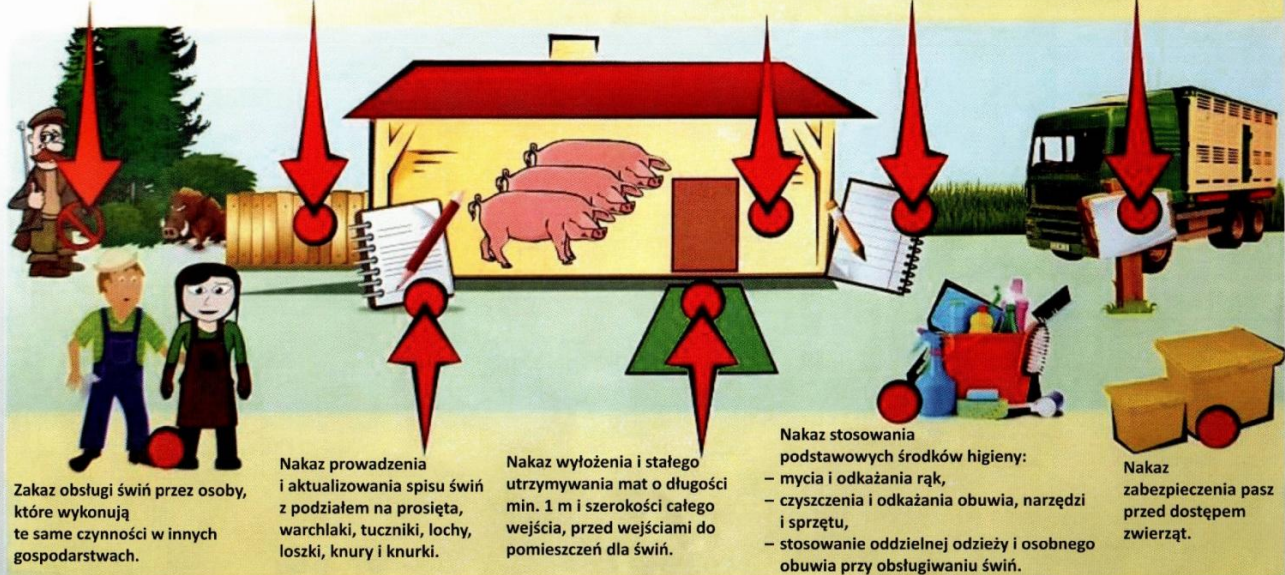 Zakaz obsługi świń przez osoby,
które wykonują
te same czynności w innych
gospodarstwach.
Nakaz prowadzenia
i aktualizowania spisu świń
z podziałem na prosięta,
warchlaki, tuczniki, lochy,
loszki, knury i knurki.
Nakaz wyłożenia i stałego
utrzymywania mat o długości
min. 1 m i szerokości całego
wejścia, przed wejściami do
pomieszczeń dla świń.
Nakaz stosowania
podstawowych środków higieny:
– mycia i odkażania rąk,
– czyszczenia i odkażania obuwia, narzędzi
i sprzętu,
– stosowanie oddzielnej odzieży i osobnego
obuwia przy obsługiwaniu świń.
Nakaz
zabezpieczenia pasz
przed dostępem
zwierząt.